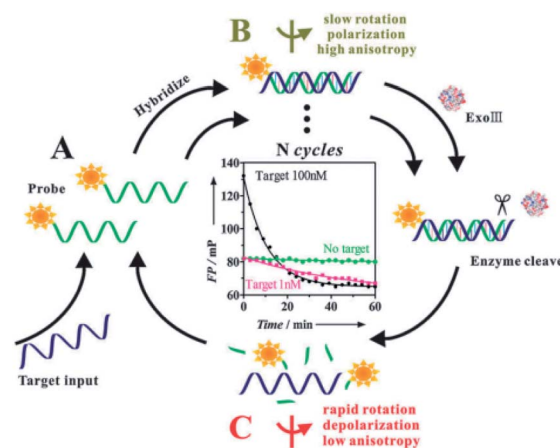 B
slow rotation
polarization
high anisotropy
Hybridize
ExoⅢ
A
Probe
N cycles
140
120
100
80
60
FP / mP
Target 100nM
No target
Target 1nM
0
20
40
60
Time / min
Enzyme cleave
Target input
C
rapid rotation
depolarization
low anisotropy